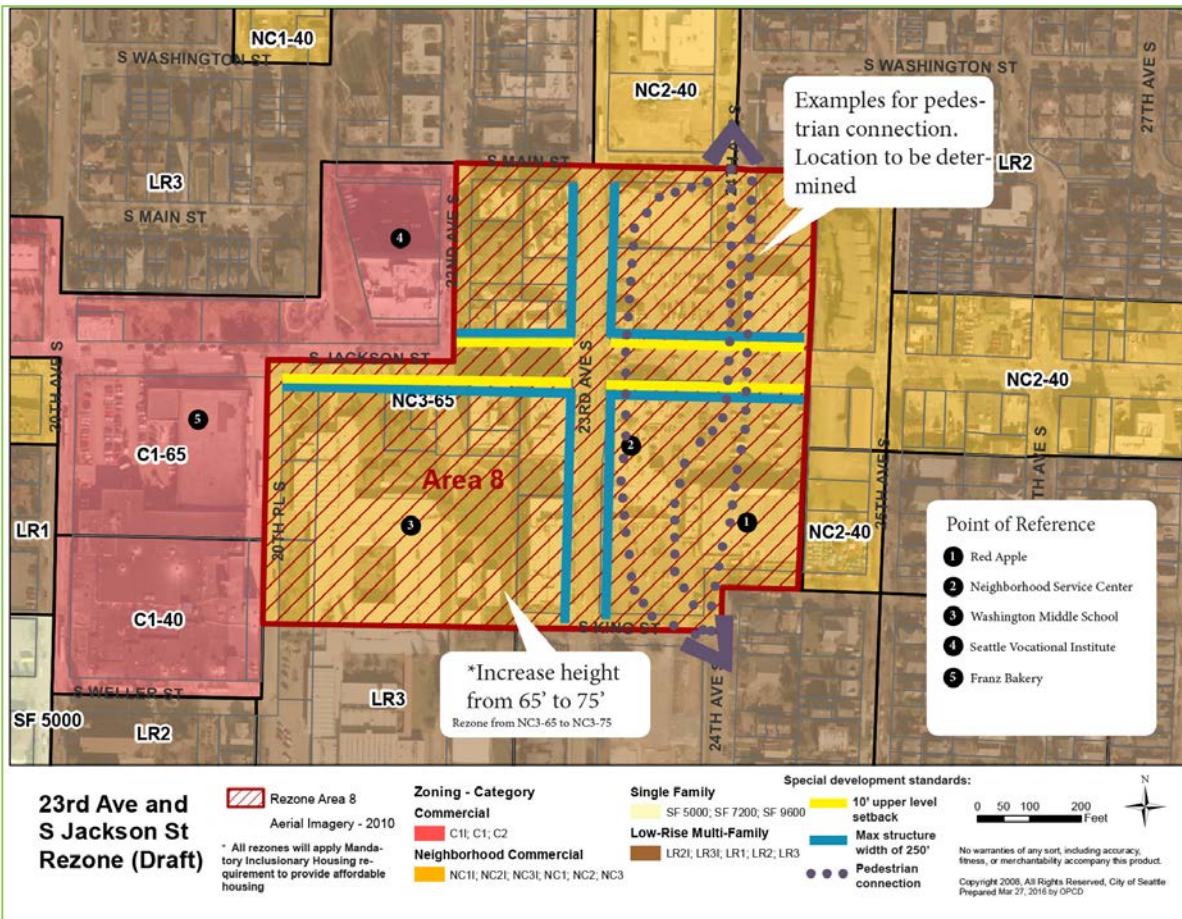 NC1-40
S WASHINGTON ST
S WASHINGTON ST
NC2-40
27TH AVE S
Examples for pedes-
trian connection.
Location to be deter-
mined
S MAIN ST
LR3
LR2
S MAIN ST
4
22ND AVE S
S JACKSON ST
20TH AVE S
23RD AVE S
NC3-65
NC2-40
5
C1-65
2
Area 8
25TH AVE S
3
1
20TH PL S
LR1
NC2-40
Point of Reference
1 Red Apple
2 Neighborhood Service Center
3 Washington Middle School
4 Seattle Vocational Institute
5 Franz Bakery
C1-40
S KING ST
*Increase height
from 65' to 75'
Rezone from NC3-65 to NC3-75
S WELLER ST
LR3
24TH AVE S
SF 5000
LR2
23rd Ave and
S Jackson St
Rezone (Draft)
Rezone Area 8
Aerial Imagery - 2010
* All rezones will apply Manda-
tory Inclusionary Housing re-
quirement to provide affordable
housing
Zoning - Category
Commercial
C1I; C1; C2
Neighborhood Commercial
NC1I; NC2I; NC3I; NC1; NC2; NC3
Single Family
SF 5000; SF 7200; SF 9600
Low-Rise Multi-Family
LR2I; LR3I; LR1; LR2; LR3
Special development standards:
10' upper level
setback
Max structure
width of 250'
Pedestrian
connection
N
0 50 100 200
Feet
No warranties of any sort, including accuracy,
fitness, or merchantability accompany this product.
Copyright 2008, All Rights Reserved, City of Seattle
Prepared Mar 27, 2016 by OPCD